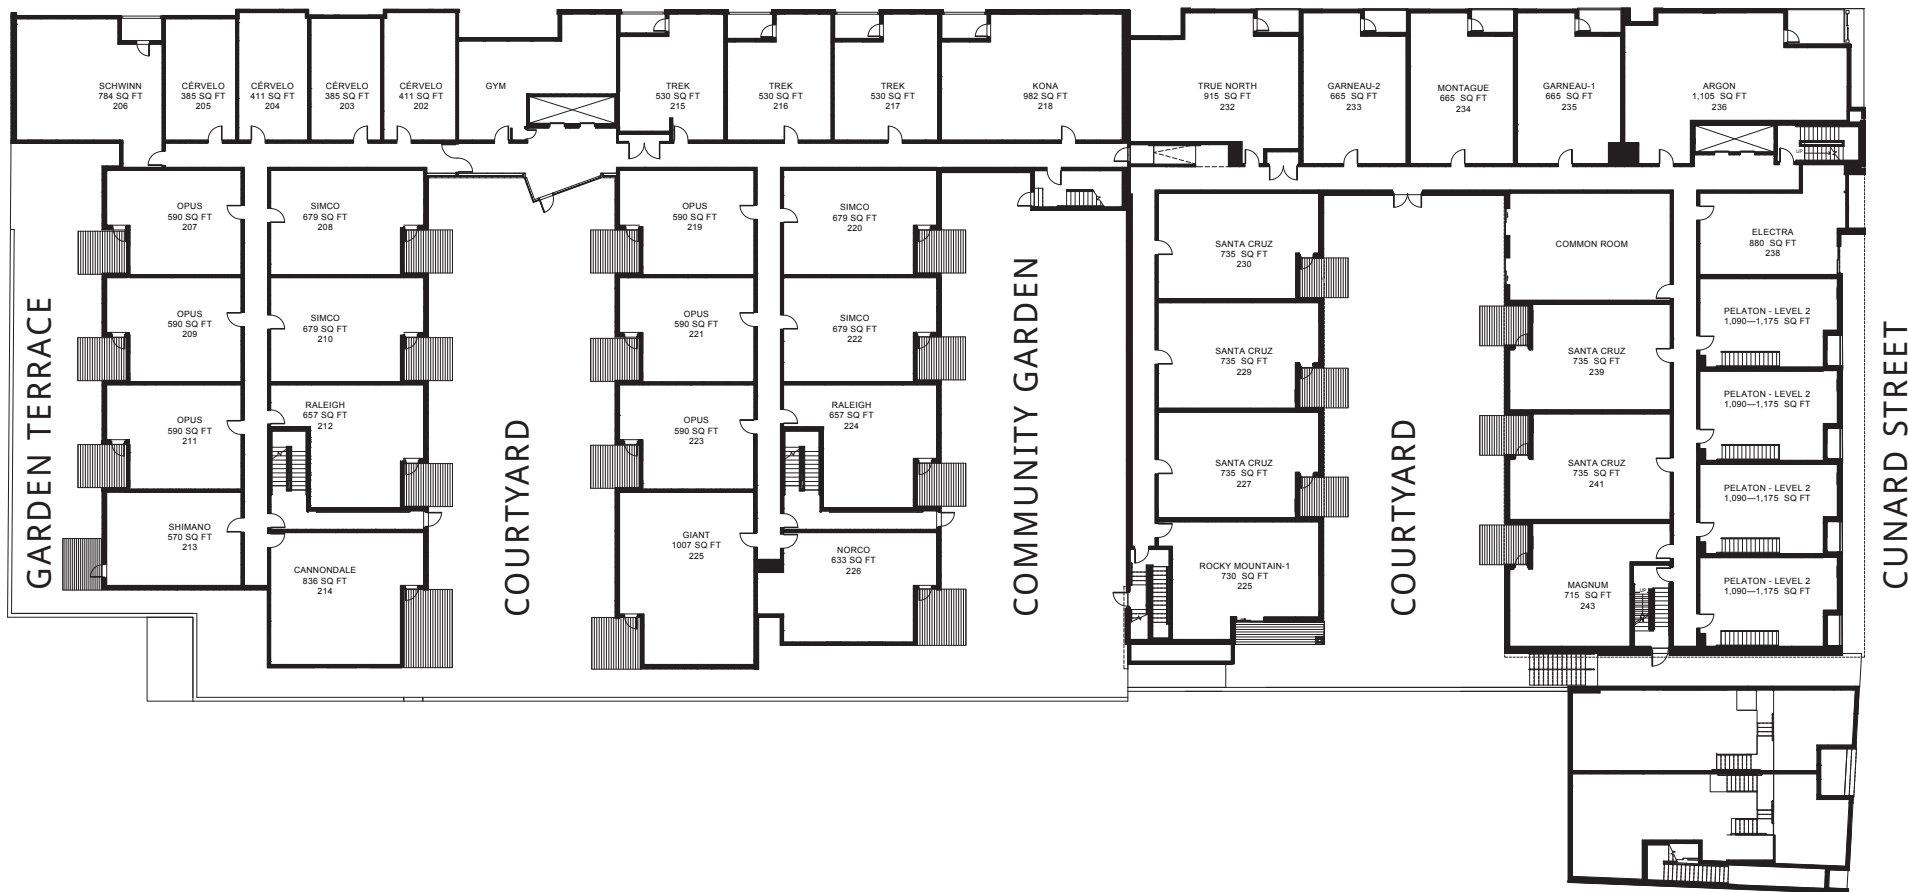 SCHWINN
784 SQ FT
206
CÉRVELO
385 SQ FT
205
CÉRVELO
411 SQ FT
204
CÉRVELO
385 SQ FT
203
CÉRVELO
411 SQ FT
202
GYM
TREK
530 SQ FT
215
TREK
530 SQ FT
216
TREK
530 SQ FT
217
KONA
982 SQ FT
218
TRUE NORTH
915 SQ FT
232
GARNEAU-2
665 SQ FT
233
MONTAGUE
665 SQ FT
234
GARNEAU-1
665 SQ FT
235
ARGON
1,105 SQ FT
236
UP
OPUS
590 SQ FT
207
SIMCO
679 SQ FT
208
OPUS
590 SQ FT
219
SIMCO
679 SQ FT
220
SANTA CRUZ
735 SQ FT
230
COMMON ROOM
ELECTRA
880 SQ FT
238
OPUS
590 SQ FT
209
SIMCO
679 SQ FT
210
OPUS
590 SQ FT
221
SIMCO
679 SQ FT
222
SANTA CRUZ
735 SQ FT
229
SANTA CRUZ
735 SQ FT
239
PELATON - LEVEL 2
1,090—1,175 SQ FT
OPUS
590 SQ FT
211
RALEIGH
657 SQ FT
212
OPUS
590 SQ FT
223
RALEIGH
657 SQ FT
224
SANTA CRUZ
735 SQ FT
227
SANTA CRUZ
735 SQ FT
241
PELATON - LEVEL 2
1,090—1,175 SQ FT
PELATON - LEVEL 2
1,090—1,175 SQ FT
SHIMANO
570 SQ FT
213
CANNONDALE
836 SQ FT
214
GIANT
1007 SQ FT
225
NORCO
633 SQ FT
226
ROCKY MOUNTAIN-1
730 SQ FT
225
MAGNUM
715 SQ FT
243
PELATON - LEVEL 2
1,090—1,175 SQ FT
GARDEN TERRACE
COURTYARD
COMMUNITY GARDEN
COURTYARD
CUNARD STREET